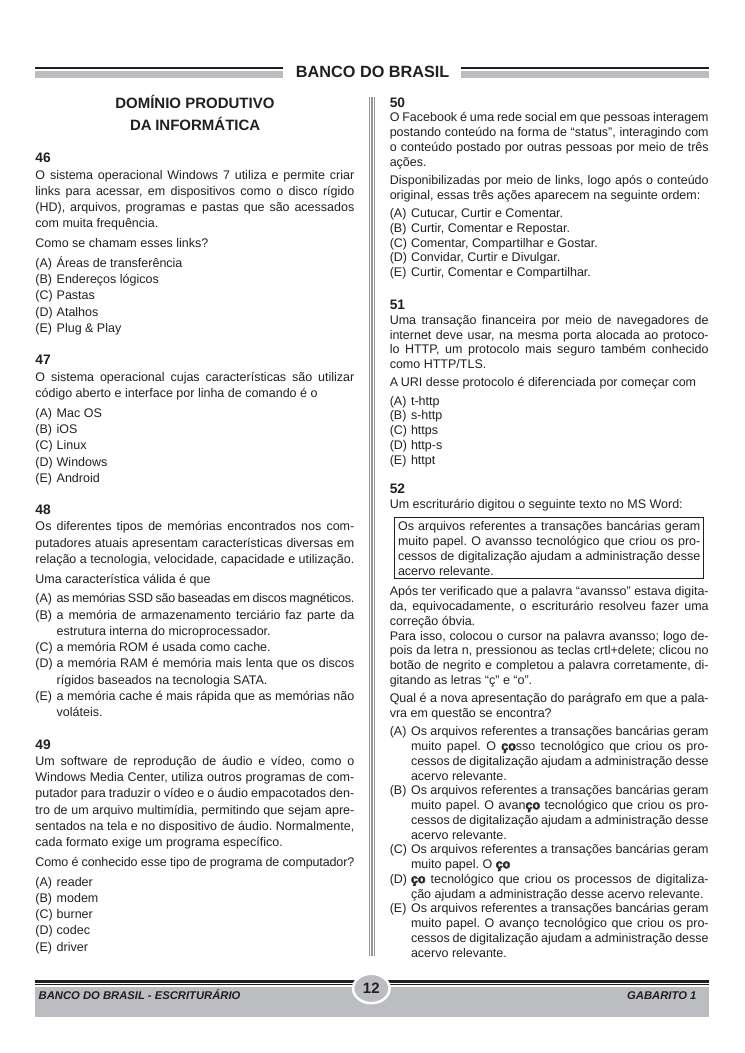 BANCO DO BRASIL
DOMÍNIO PRODUTIVO
DA INFORMÁTICA
46
O sistema operacional Windows 7 utiliza e permite criar
links para acessar, em dispositivos como o disco rígido
(HD), arquivos, programas e pastas que são acessados
com muita frequência.
Como se chamam esses links?
(A) Áreas de transferência
(B) Endereços lógicos
(C) Pastas
(D) Atalhos
(E) Plug & Play
47
O sistema operacional cujas características são utilizar
código aberto e interface por linha de comando é o
(A) Mac OS
(B) iOS
(C) Linux
(D) Windows
(E) Android
48
Os diferentes tipos de memórias encontrados nos com-
putadores atuais apresentam características diversas em
relação a tecnologia, velocidade, capacidade e utilização.
Uma característica válida é que
(A) as memórias SSD são baseadas em discos magnéticos.
(B) a memória de armazenamento terciário faz parte da
estrutura interna do microprocessador.
(C) a memória ROM é usada como cache.
(D) a memória RAM é memória mais lenta que os discos
rígidos baseados na tecnologia SATA.
(E) a memória cache é mais rápida que as memórias não
voláteis.
49
Um software de reprodução de áudio e vídeo, como o
Windows Media Center, utiliza outros programas de com-
putador para traduzir o vídeo e o áudio empacotados den-
tro de um arquivo multimídia, permitindo que sejam apre-
sentados na tela e no dispositivo de áudio. Normalmente,
cada formato exige um programa específico.
Como é conhecido esse tipo de programa de computador?
(A) reader
(B) modem
(C) burner
(D) codec
(E) driver
50
O Facebook é uma rede social em que pessoas interagem
postando conteúdo na forma de “status”, interagindo com
o conteúdo postado por outras pessoas por meio de três
ações.
Disponibilizadas por meio de links, logo após o conteúdo
original, essas três ações aparecem na seguinte ordem:
(A) Cutucar, Curtir e Comentar.
(B) Curtir, Comentar e Repostar.
(C) Comentar, Compartilhar e Gostar.
(D) Convidar, Curtir e Divulgar.
(E) Curtir, Comentar e Compartilhar.
51
Uma transação financeira por meio de navegadores de
internet deve usar, na mesma porta alocada ao protoco-
lo HTTP, um protocolo mais seguro também conhecido
como HTTP/TLS.
A URI desse protocolo é diferenciada por começar com
(A) t-http
(B) s-http
(C) https
(D) http-s
(E) httpt
52
Um escriturário digitou o seguinte texto no MS Word:
Os arquivos referentes a transações bancárias geram
muito papel. O avansso tecnológico que criou os pro-
cessos de digitalização ajudam a administração desse
acervo relevante.
Após ter verificado que a palavra “avansso” estava digita-
da, equivocadamente, o escriturário resolveu fazer uma
correção óbvia.
Para isso, colocou o cursor na palavra avansso; logo de-
pois da letra n, pressionou as teclas crtl+delete; clicou no
botão de negrito e completou a palavra corretamente, di-
gitando as letras “ç” e “o”.
Qual é a nova apresentação do parágrafo em que a pala-
vra em questão se encontra?
(A) Os arquivos referentes a transações bancárias geram
muito papel. O çosso tecnológico que criou os pro-
cessos de digitalização ajudam a administração desse
acervo relevante.
(B) Os arquivos referentes a transações bancárias geram
muito papel. O avanço tecnológico que criou os pro-
cessos de digitalização ajudam a administração desse
acervo relevante.
(C) Os arquivos referentes a transações bancárias geram
muito papel. O ço
(D) ço tecnológico que criou os processos de digitaliza-
ção ajudam a administração desse acervo relevante.
(E) Os arquivos referentes a transações bancárias geram
muito papel. O avanço tecnológico que criou os pro-
cessos de digitalização ajudam a administração desse
acervo relevante.
BANCO DO BRASIL - ESCRITURÁRIO
12
GABARITO 1